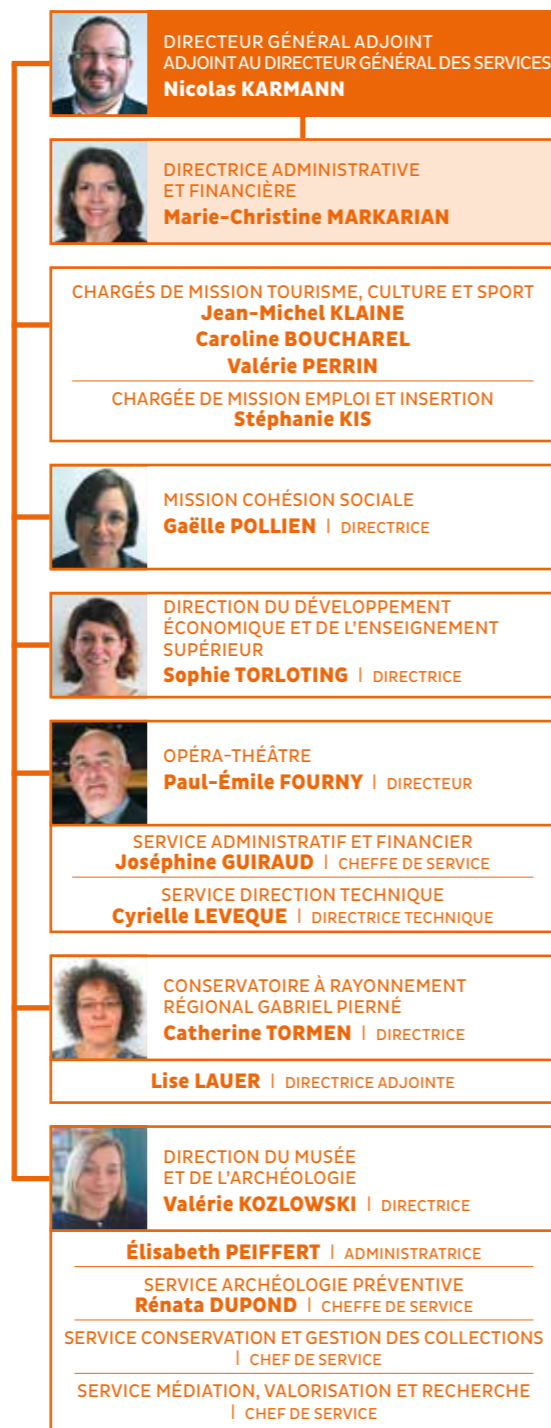 DIRECTEUR GÉNÉRAL ADJOINT
ADJOINT AU DIRECTEUR GÉNÉRAL DES SERVICES
Nicolas KARMANN
DIRECTRICE ADMINISTRATIVE
ET FINANCIÈRE
Marie-Christine MARKARIAN
CHARGÉS DE MISSION TOURISME, CULTURE ET SPORT
Jean-Michel KLAINE
Caroline BOUCHAREL
Valérie PERRIN
CHARGÉE DE MISSION EMPLOI ET INSERTION
Stéphanie KIS
MISSION COHÉSION SOCIALE
Gaëlle POLLIEN | DIRECTRICE
DIRECTION DU DÉVELOPPEMENT
ÉCONOMIQUE ET DE L'ENSEIGNEMENT
SUPÉRIEUR
Sophie TORLOTING | DIRECTRICE
OPÉRA-THÉÂTRE
Paul-Émile FOURNY | DIRECTEUR
SERVICE ADMINISTRATIF ET FINANCIER
Joséphine GUIRAUD | CHEFFE DE SERVICE
SERVICE DIRECTION TECHNIQUE
Cyrielle LEVEQUE | DIRECTRICE TECHNIQUE
CONSERVATOIRE À RAYONNEMENT
RÉGIONAL GABRIEL PIERNÉ
Catherine TORMEN | DIRECTRICE
Lise LAUER | DIRECTRICE ADJOINTE
DIRECTION DU MUSÉE
ET DE L'ARCHÉOLOGIE
Valérie KOZLOWSKI | DIRECTRICE
Élisabeth PEIFFERT | ADMINISTRATRICE
SERVICE ARCHÉOLOGIE PRÉVENTIVE
Rénata DUPOND | CHEFFE DE SERVICE
SERVICE CONSERVATION ET GESTION DES COLLECTIONS
| CHEF DE SERVICE
SERVICE MÉDIATION, VALORISATION ET RECHERCHE
| CHEF DE SERVICE